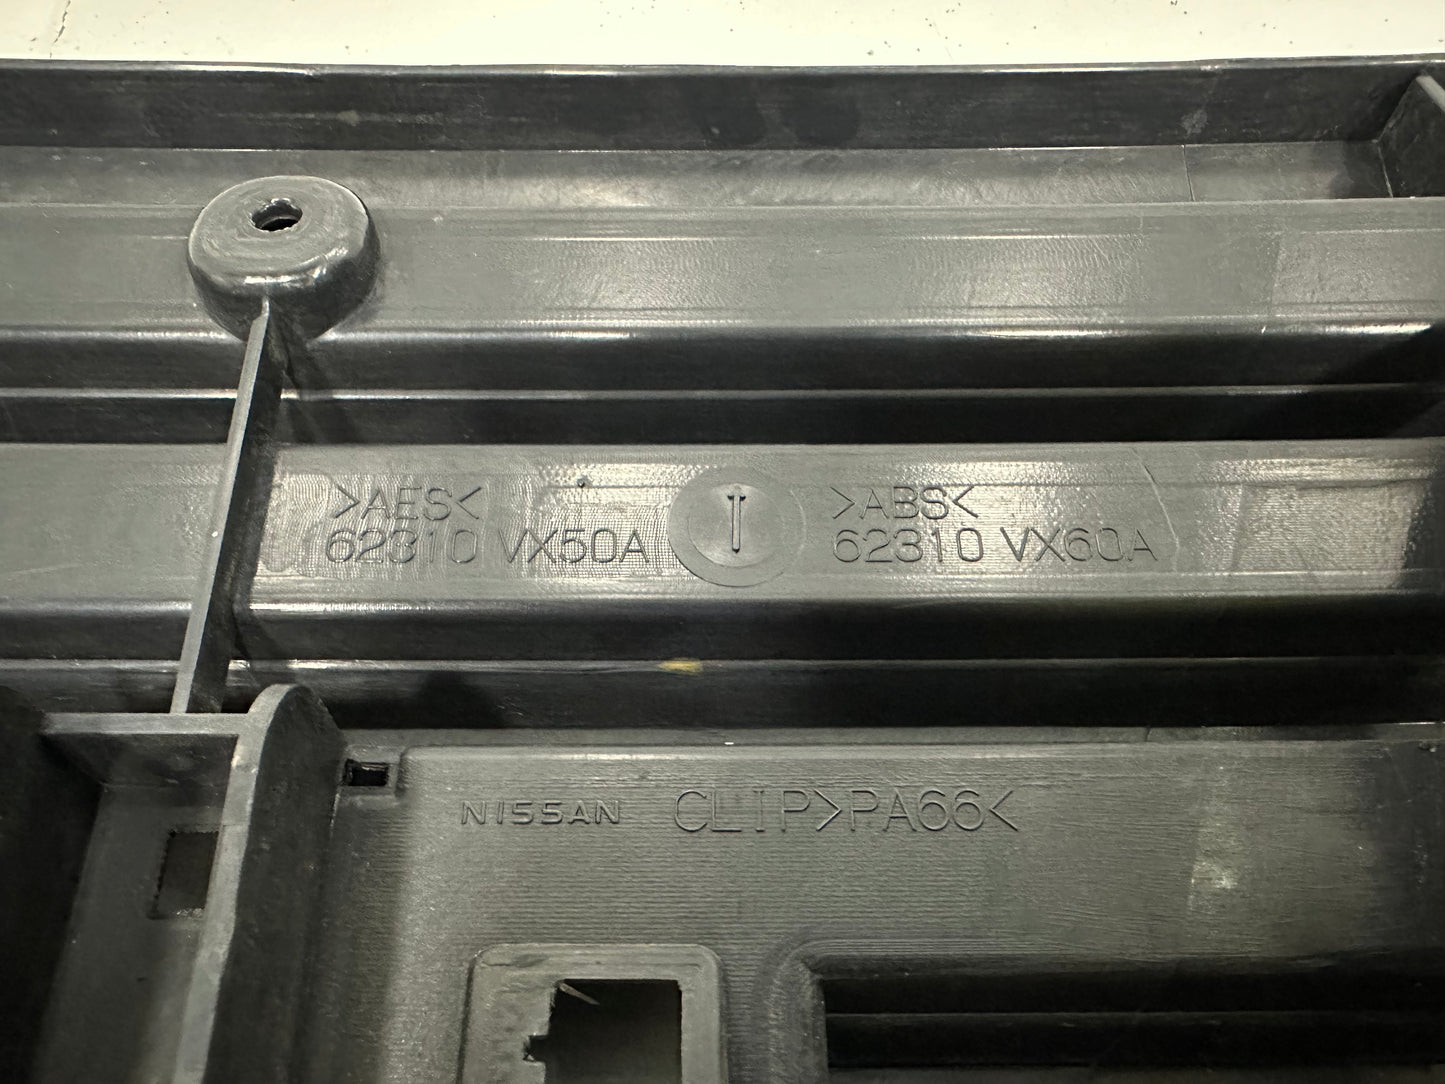 >AES<
62310 VX50A
>ABS<
62310 VX60A
NISSAN CLIP>PA66<